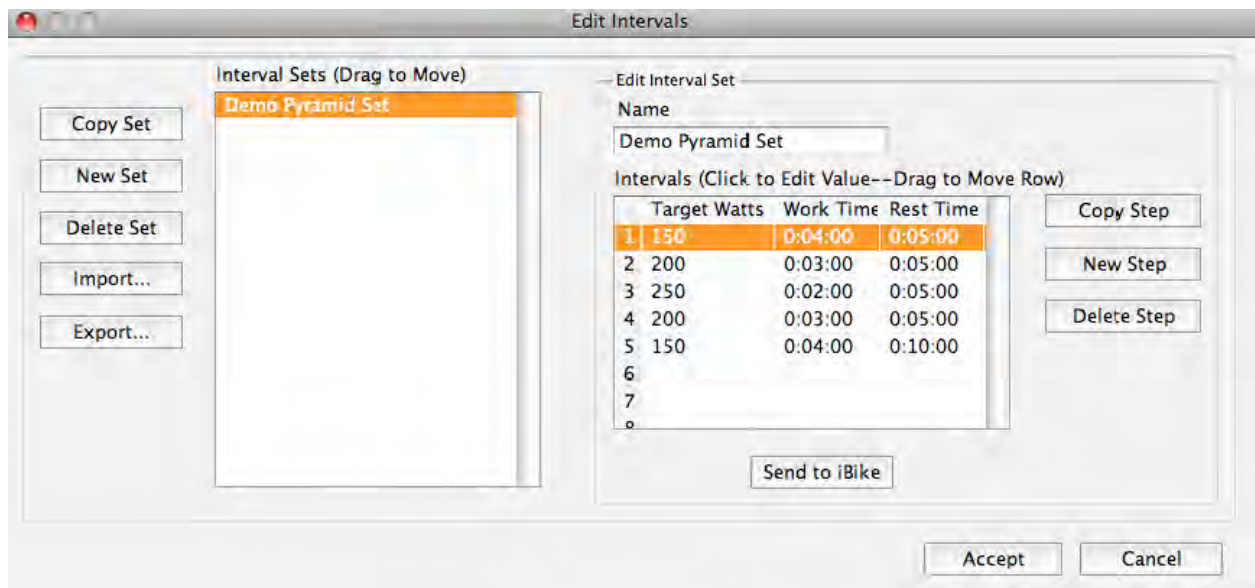 Edit Intervals
Interval Sets (Drag to Move)
Demo Pyramid Set
Copy Set
New Set
Delete Set
Import...
Export...
Edit Interval Set
Name
Demo Pyramid Set
Intervals (Click to Edit Value--Drag to Move Row)
Target Watts Work Time Rest Time
1 150 0:04:00 0:05:00
2 200 0:03:00 0:05:00
3 250 0:02:00 0:05:00
4 200 0:03:00 0:05:00
5 150 0:04:00 0:10:00
6
7
Copy Step
New Step
Delete Step
Send to iBike
Accept Cancel